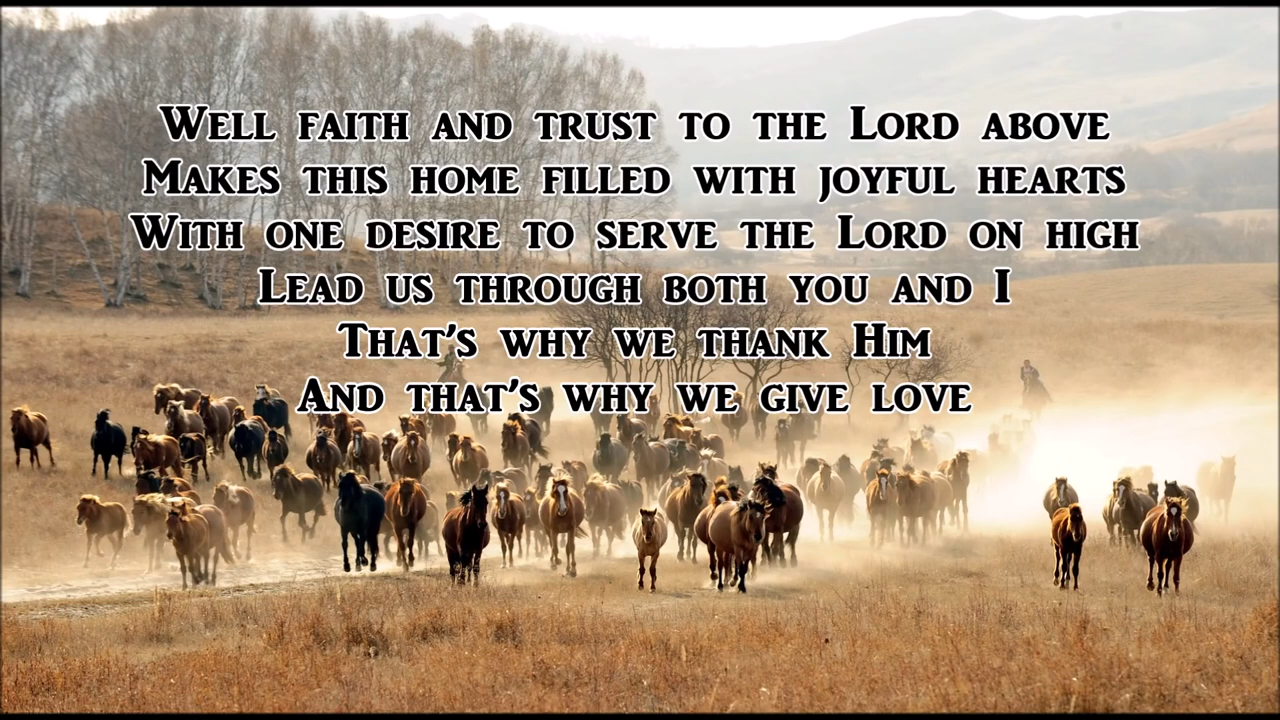 Well faith and trust to the Lord above
Makes this home filled with joyful hearts
With one desire to serve the Lord on high
Lead us through both you and I
That's why we thank Him
And that's why we give love